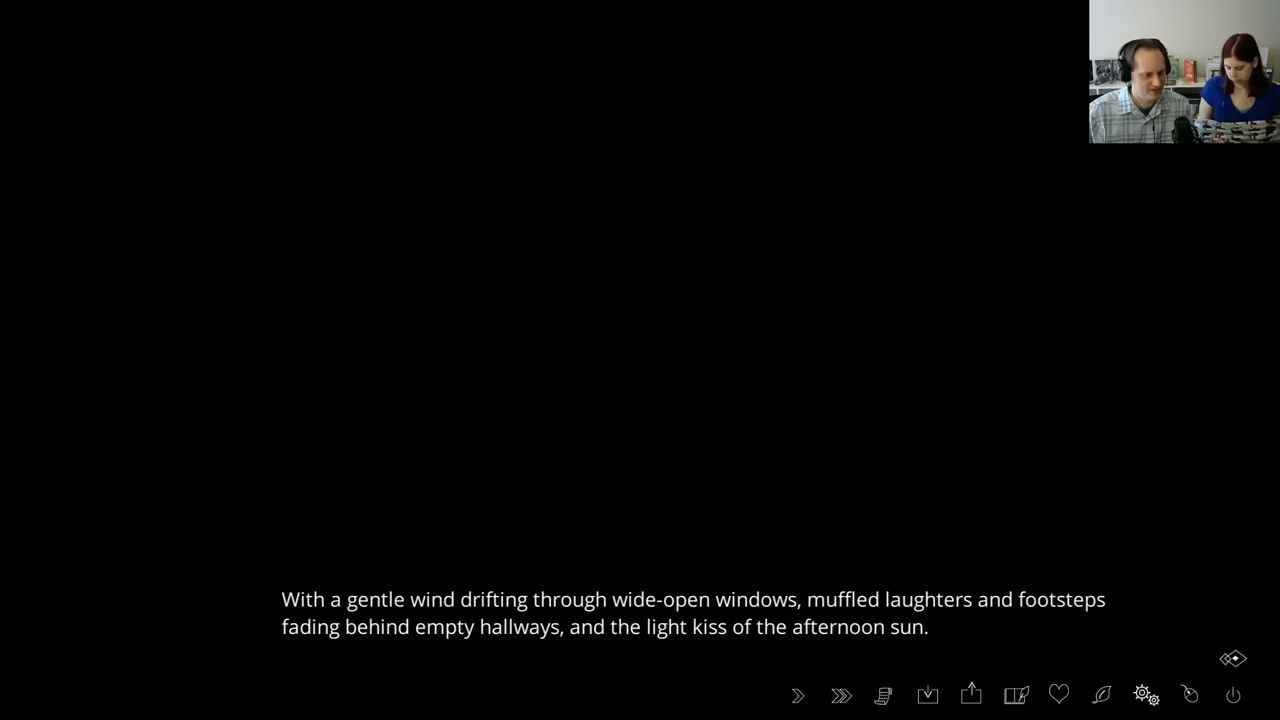 With a gentle wind drifting through wide-open windows, muffled laughters and footsteps
fading behind empty hallways, and the light kiss of the afternoon sun.